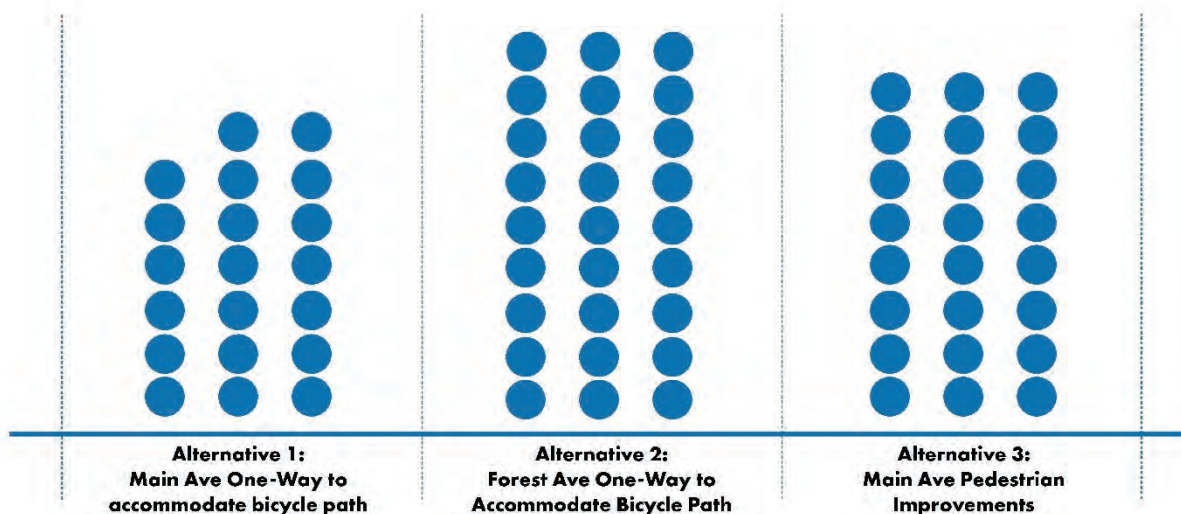 Alternative 1:
Main Ave One-Way to
accommodate bicycle path
Alternative 2:
Forest Ave One-Way to
Accommodate Bicycle Path
Alternative 3:
Main Ave Pedestrian
Improvements